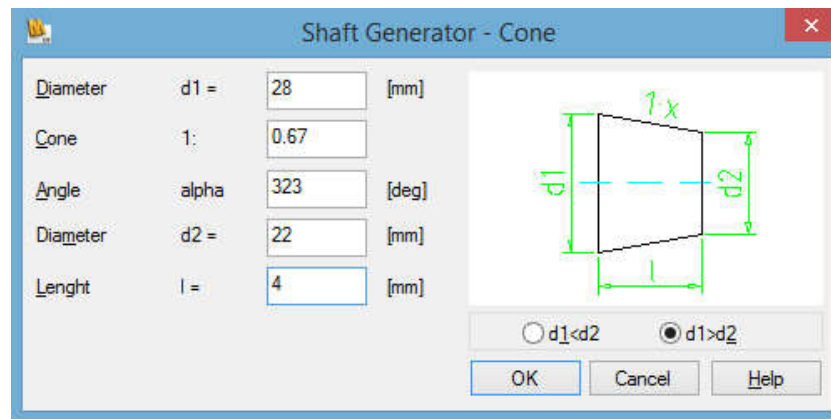 Shaft Generator - Cone
Diameter d1 = 28 [mm]
Cone 1: 0.67
Angle alpha 323 [deg]
Diameter d2 = 22 [mm]
Lenght l = 4 [mm]
1:x
d1
d2
l
d1<d2 d1>d2
OK Cancel Help